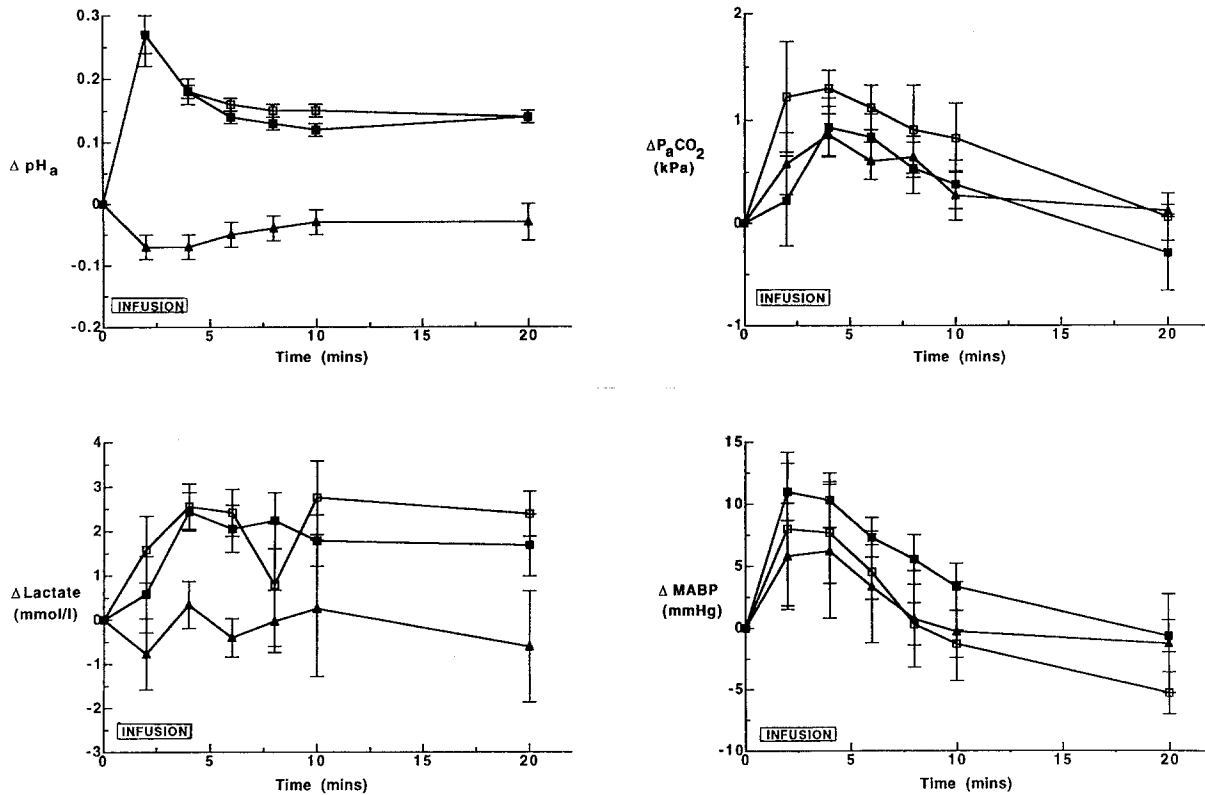 0.3
0.2
0.1
0
-0.1
-0.2
Δ pHa
INFUSION
0 5 10 15 20
Time (mins)
2
1
0
-1
ΔPaCO2
(kPa)
INFUSION
0 5 10 15 20
Time (mins)
4
3
2
1
0
-1
-2
-3
Δ Lactate
(mmol/l)
INFUSION
0 5 10 15 20
Time (mins)
15
10
5
0
-5
-10
Δ MABP
(mmHg)
INFUSION
0 5 10 15 20
Time (mins)